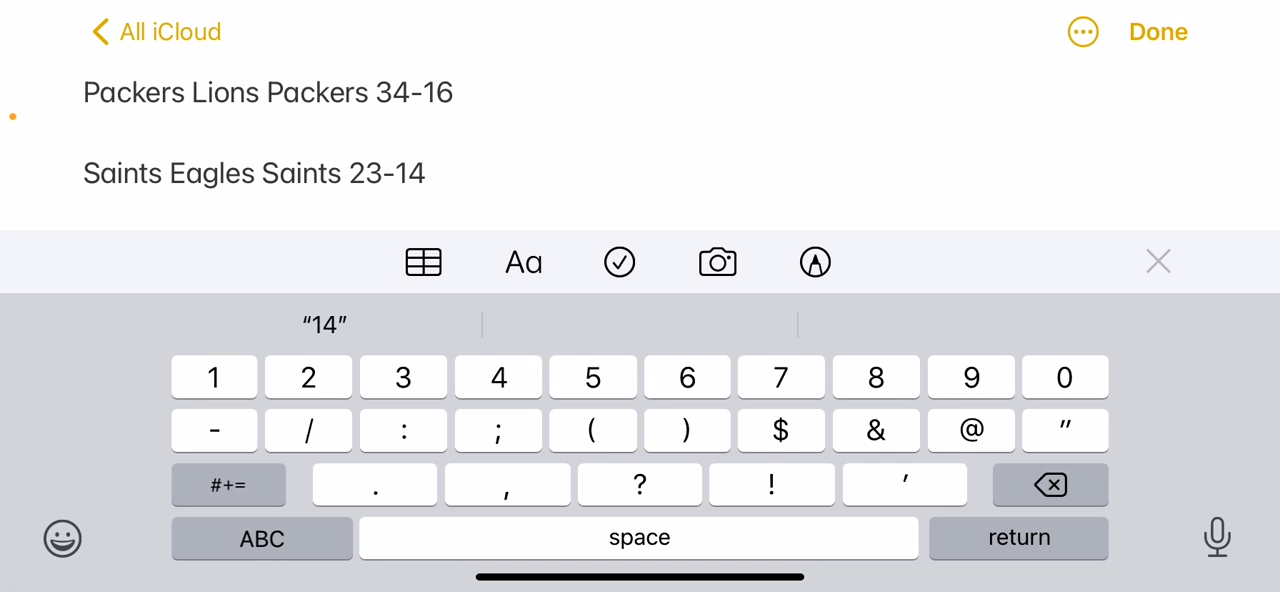 All iCloud
Done
Packers Lions Packers 34-16
Saints Eagles Saints 23-14
Aa
“14”
1 2 3 4 5 6 7 8 9 0
- / : ; ( ) $ & @ "
#+= . , ? ! '
ABC space return